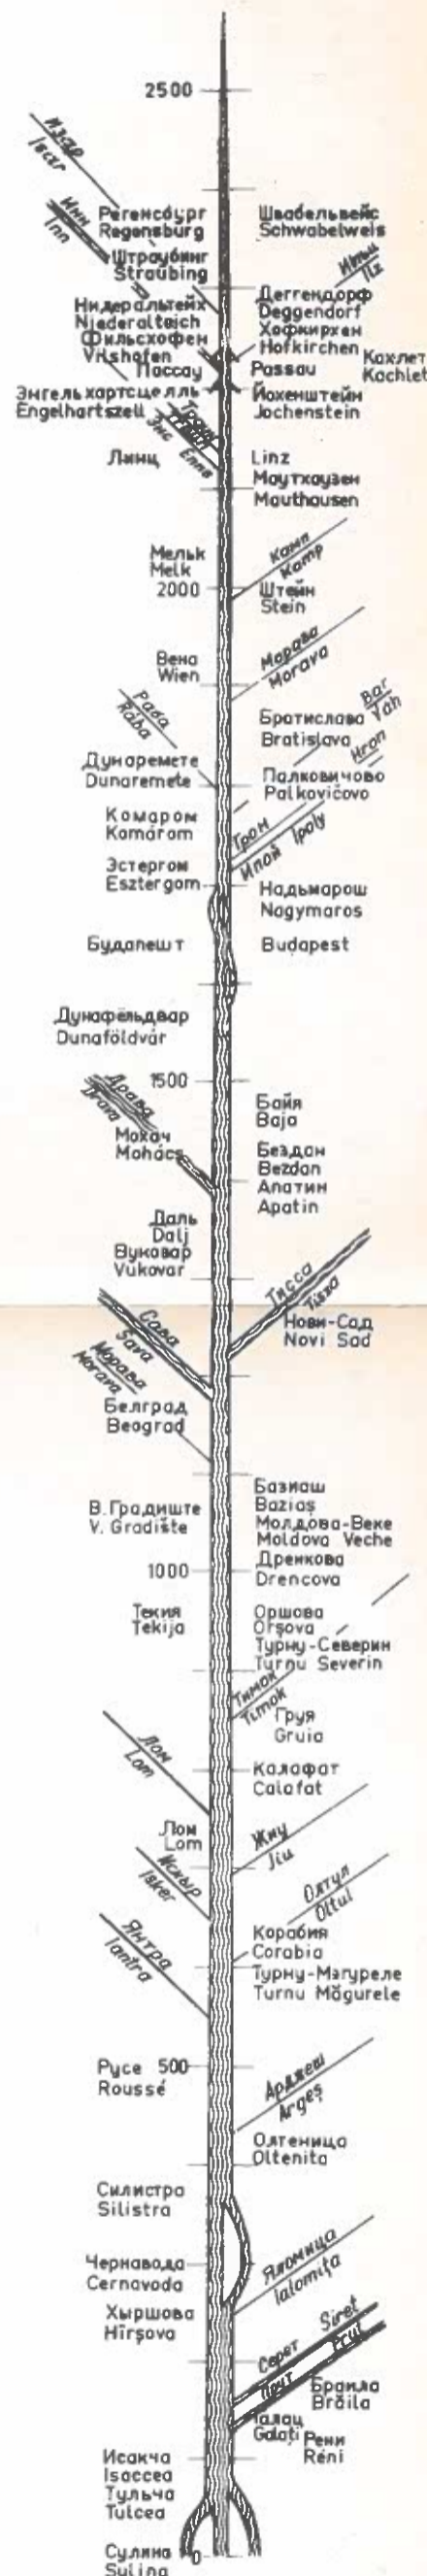 2500
Изар
Isar
Инн
Inn
Регенсбург
Regensburg
Швабельвейс
Schwabelweis
Штраубинг
Straubing
Ilz
Деггендорф
Deggendorf
Нидеральтейх
Niederalteich
Хофкирхен
Hofkirchen
Фильсхофен
Vilshofen
Кахлет
Kachlet
Пассау
Passau
Энгельхартсцелль
Engelhartszell
Йохенштейн
Jochenstein
Траун
Энс Enns
Линц
Linz
Маутхаузен
Mauthausen
Мельк
Melk
Камп
Kamp
2000
Штейн
Stein
Вена
Wien
Морава
Morava
Раба
Rába
Ваг
Váh
Братислава
Bratislava
Hron
Дунаремете
Dunaremete
Палковичово
Palkovičovo
Комаром
Komárom
Грон
Ипой Ipoly
Эстергом
Esztergom
Надьмарош
Nagymaros
Будапешт
Budapest
Дунафёльдвар
Dunaföldvár
1500
Драва
Drava
Байя
Baja
Мохач
Mohács
Бездан
Bezdan
Апатин
Apatin
Даль
Dalj
Вуковар
Vukovar
Тисса
Tisza
Сава
Sava
Нови-Сад
Novi Sad
Морава
Morava
Белград
Beograd
Базиаш
Baziaş
В.Градиште
V. Gradište
Молдова-Веке
Moldova Veche
1000
Дренкова
Drencova
Текия
Tekija
Оршова
Orşova
Турну-Северин
Turnu Severin
Тимок
Timok
Груя
Gruia
Лом
Lom
Калафат
Calafat
Лом
Lom
Жиу
Jiu
Искыр
Isker
Олтул
Oltul
Янтра
Iantra
Корабия
Corabia
Турну-Мэгуреле
Turnu Măgurele
Русе 500
Roussé
Арджеш
Argeş
Олтеница
Oltenita
Силистра
Silistra
Чернавода
Cernavoda
Яломица
Ialomiţa
Хыршова
Hîrşova
Серет Siret
Прут Prut
Браила
Brăila
Галац
Galaţi
Рени
Réni
Исакча
Isaccea
Тульча
Tulcea
Сулина 0
Sulina